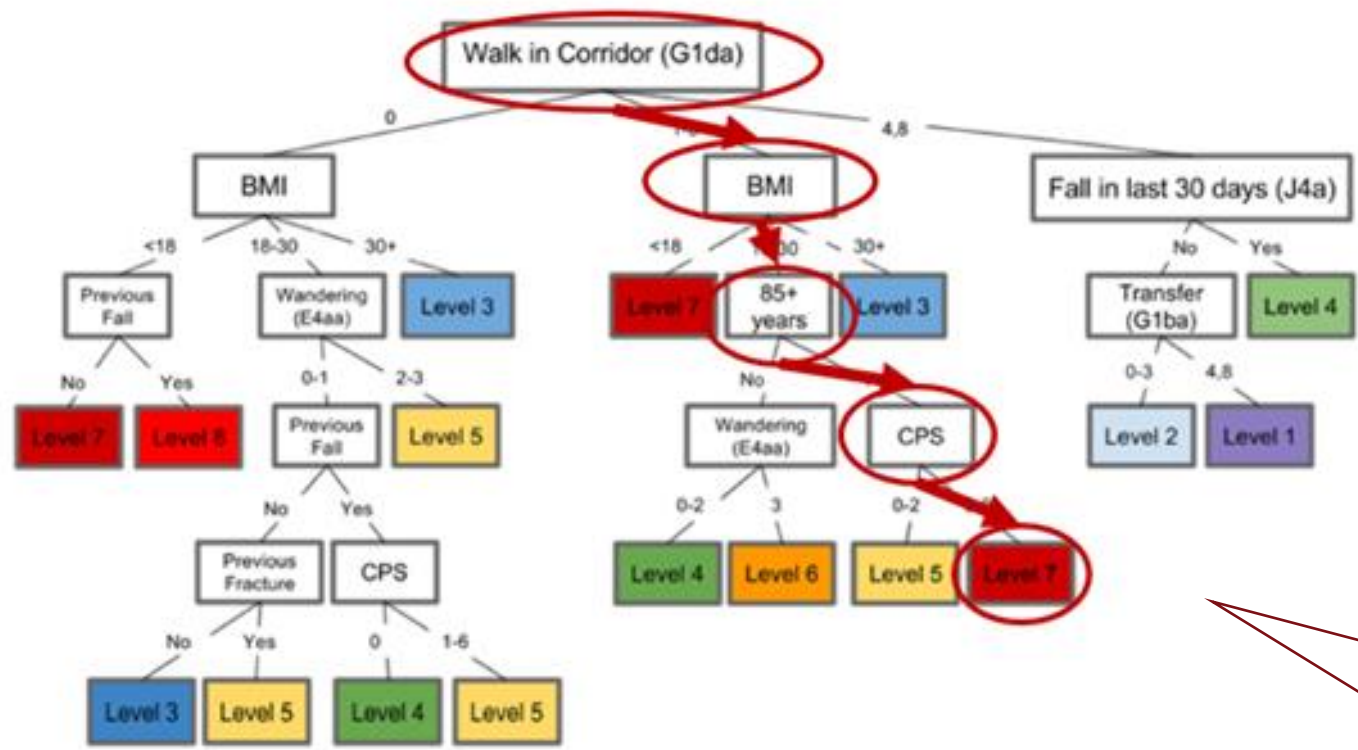 Walk in Corridor (G1da)
0
4,8
BMI
BMI
Fall in last 30 days (J4a)
<18
18-30
30+
<18
30+
No
Yes
Previous
Fall
Wandering
(E4aa)
Level 3
Level 7
85+
years
Level 3
Transfer
(G1ba)
Level 4
No
Yes
0-1
2-3
No
0-3
4,8
Level 7
Level 8
Previous
Fall
Level 5
Wandering
(E4aa)
CPS
Level 2
Level 1
No
Yes
0-2
3
0-2
Previous
Fracture
CPS
Level 4
Level 6
Level 5
Level 7
No
Yes
0
1-6
Level 3
Level 5
Level 4
Level 5